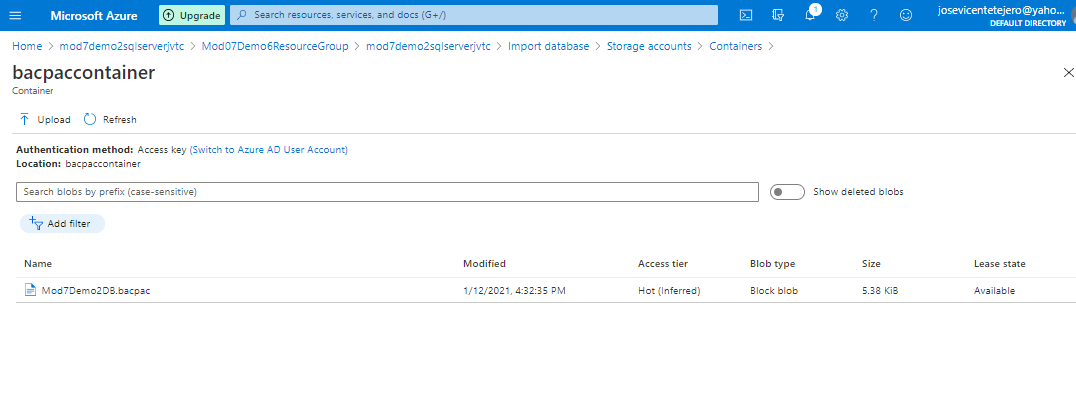 Microsoft Azure Upgrade Search resources, services, and docs (G+/) 1 josevicentetejero@yaho...
DEFAULT DIRECTORY
Home > mod7demo2sqlserverjvtc > Mod07Demo6ResourceGroup > mod7demo2sqlserverjvtc > Import database > Storage accounts > Containers >
bacpaccontainer
Container
Upload Refresh
Authentication method: Access key (Switch to Azure AD User Account)
Location: bacpaccontainer
Search blobs by prefix (case-sensitive) Show deleted blobs
Add filter
Name Modified Access tier Blob type Size Lease state
Mod7Demo2DB.bacpac 1/12/2021, 4:32:35 PM Hot (Inferred) Block blob 5.38 KiB Available